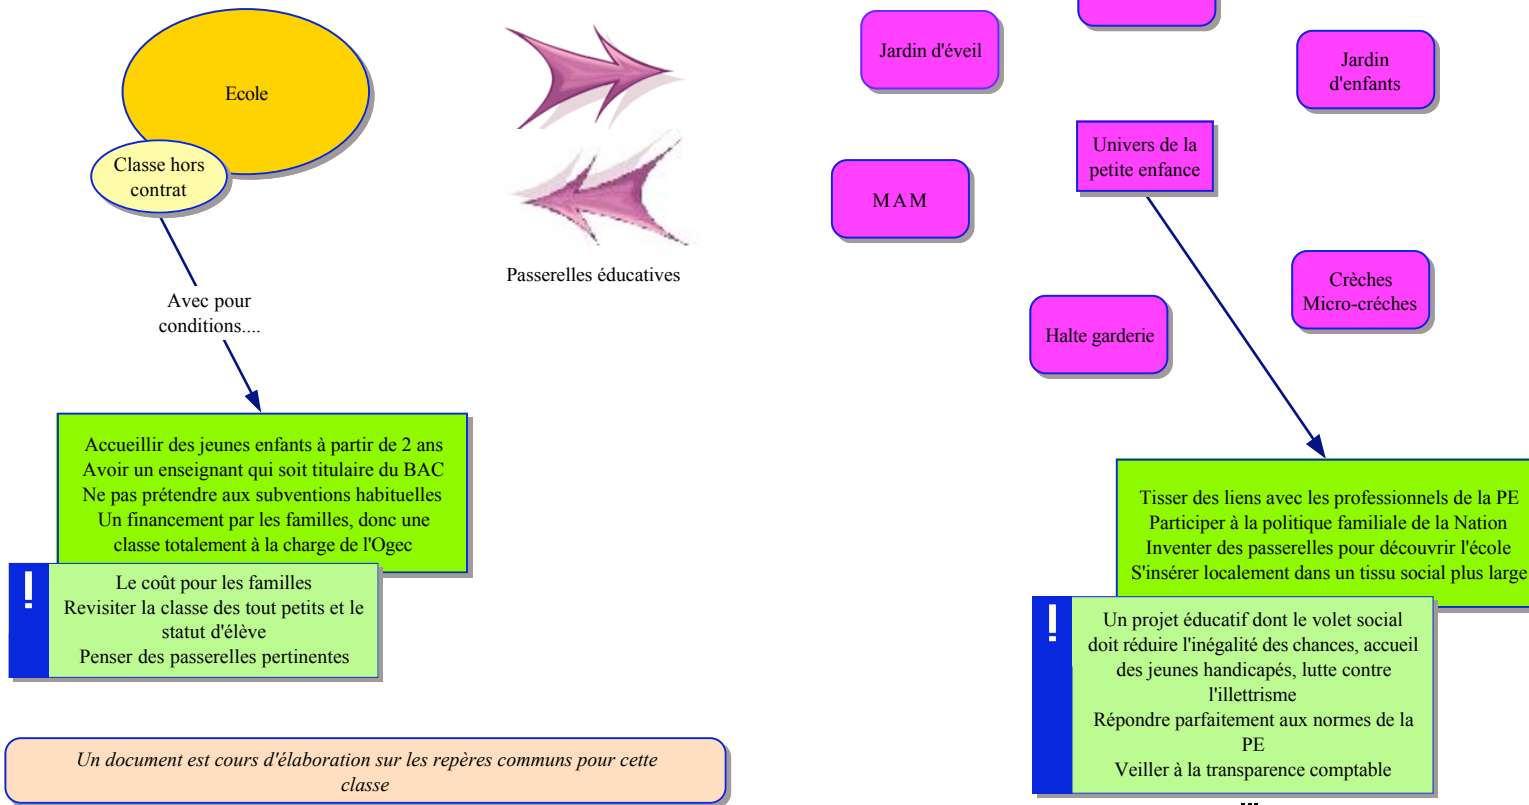 Ecole
Classe hors
contrat
Avec pour
conditions....
Accueillir des jeunes enfants à partir de 2 ans
Avoir un enseignant qui soit titulaire du BAC
Ne pas prétendre aux subventions habituelles
Un financement par les familles, donc une
classe totalement à la charge de l'Ogec
!
Le coût pour les familles
Revisiter la classe des tout petits et le
statut d'élève
Penser des passerelles pertinentes
Un document est cours d'élaboration sur les repères communs pour cette
classe
Passerelles éducatives
Jardin d'éveil
Jardin
d'enfants
Univers de la
petite enfance
MAM
Crèches
Micro-créches
Halte garderie
Tisser des liens avec les professionnels de la PE
Participer à la politique familiale de la Nation
Inventer des passerelles pour découvrir l'école
S'insérer localement dans un tissu social plus large
!
Un projet éducatif dont le volet social
doit réduire l'inégalité des chances, accueil
des jeunes handicapés, lutte contre
l'illettrisme
Répondre parfaitement aux normes de la
PE
Veiller à la transparence comptable